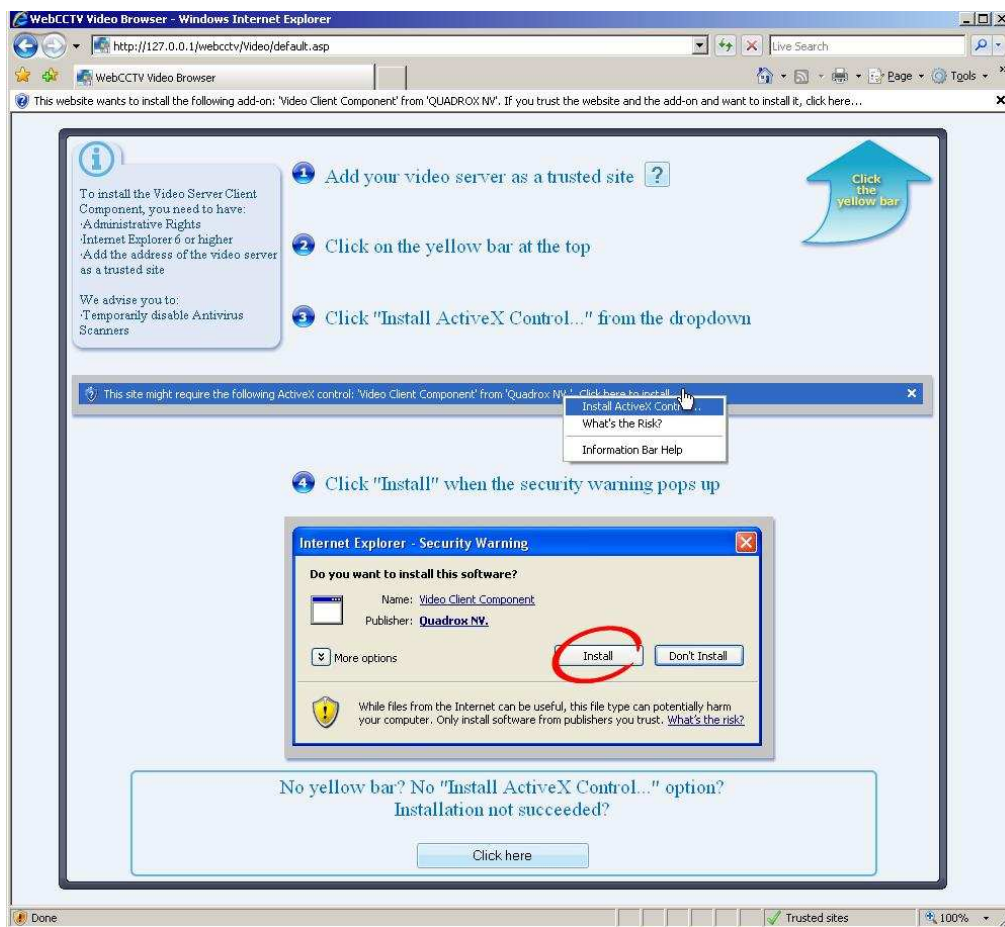 WebCCTV Video Browser - Windows Internet Explorer
http://127.0.0.1/webcctv/Video/default.asp
Live Search
WebCCTV Video Browser
Page
Tools
This website wants to install the following add-on: 'Video Client Component' from 'QUADROX NV'. If you trust the website and the add-on and want to install it, click here...
To install the Video Server Client
Component, you need to have:
·Administrative Rights
·Internet Explorer 6 or higher
·Add the address of the video server
as a trusted site
We advise you to:
·Temporarily disable Antivirus
Scanners
1 Add your video server as a trusted site ?
Click
the
yellow bar
2 Click on the yellow bar at the top
3 Click "Install ActiveX Control..." from the dropdown
This site might require the following ActiveX control: 'Video Client Component' from 'Quadrox NV.'. Click here to install...
Install ActiveX Control...
What's the Risk?
Information Bar Help
4 Click "Install" when the security warning pops up
Internet Explorer - Security Warning
Do you want to install this software?
Name: Video Client Component
Publisher: Quadrox NV.
More options
Install
Don't Install
While files from the Internet can be useful, this file type can potentially harm
your computer. Only install software from publishers you trust. What's the risk?
No yellow bar? No "Install ActiveX Control..." option?
Installation not succeeded?
Click here
Done
Trusted sites
100%